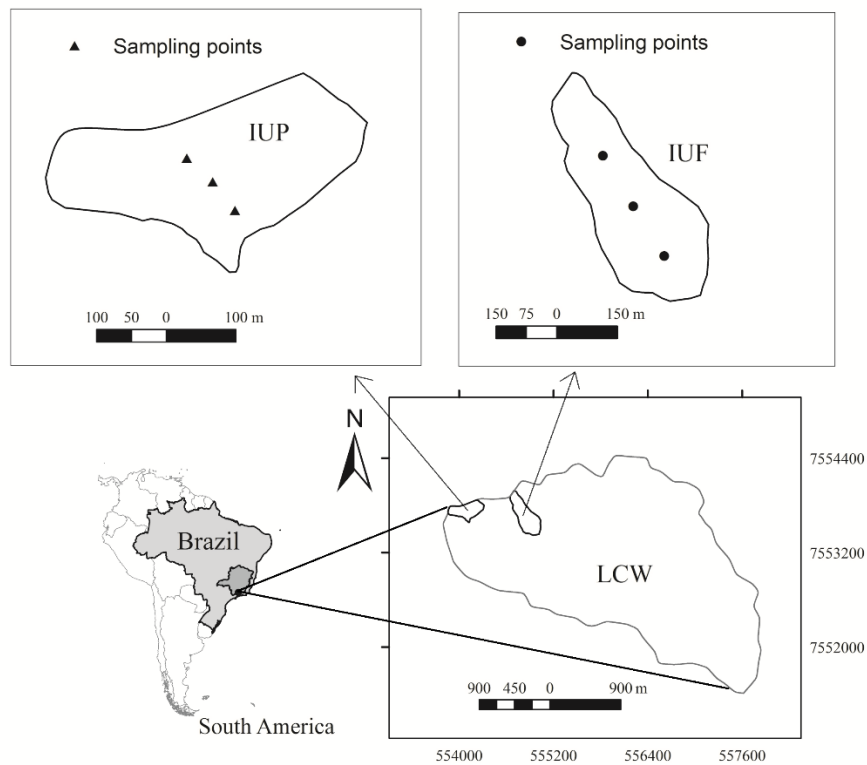 Sampling points
Sampling points
IUP
IUF
100 50 0 100 m
150 75 0 150 m
N
7554400
Brazil
7553200
LCW
7552000
900 450 0 900 m
South America
554000 555200 556400 557600